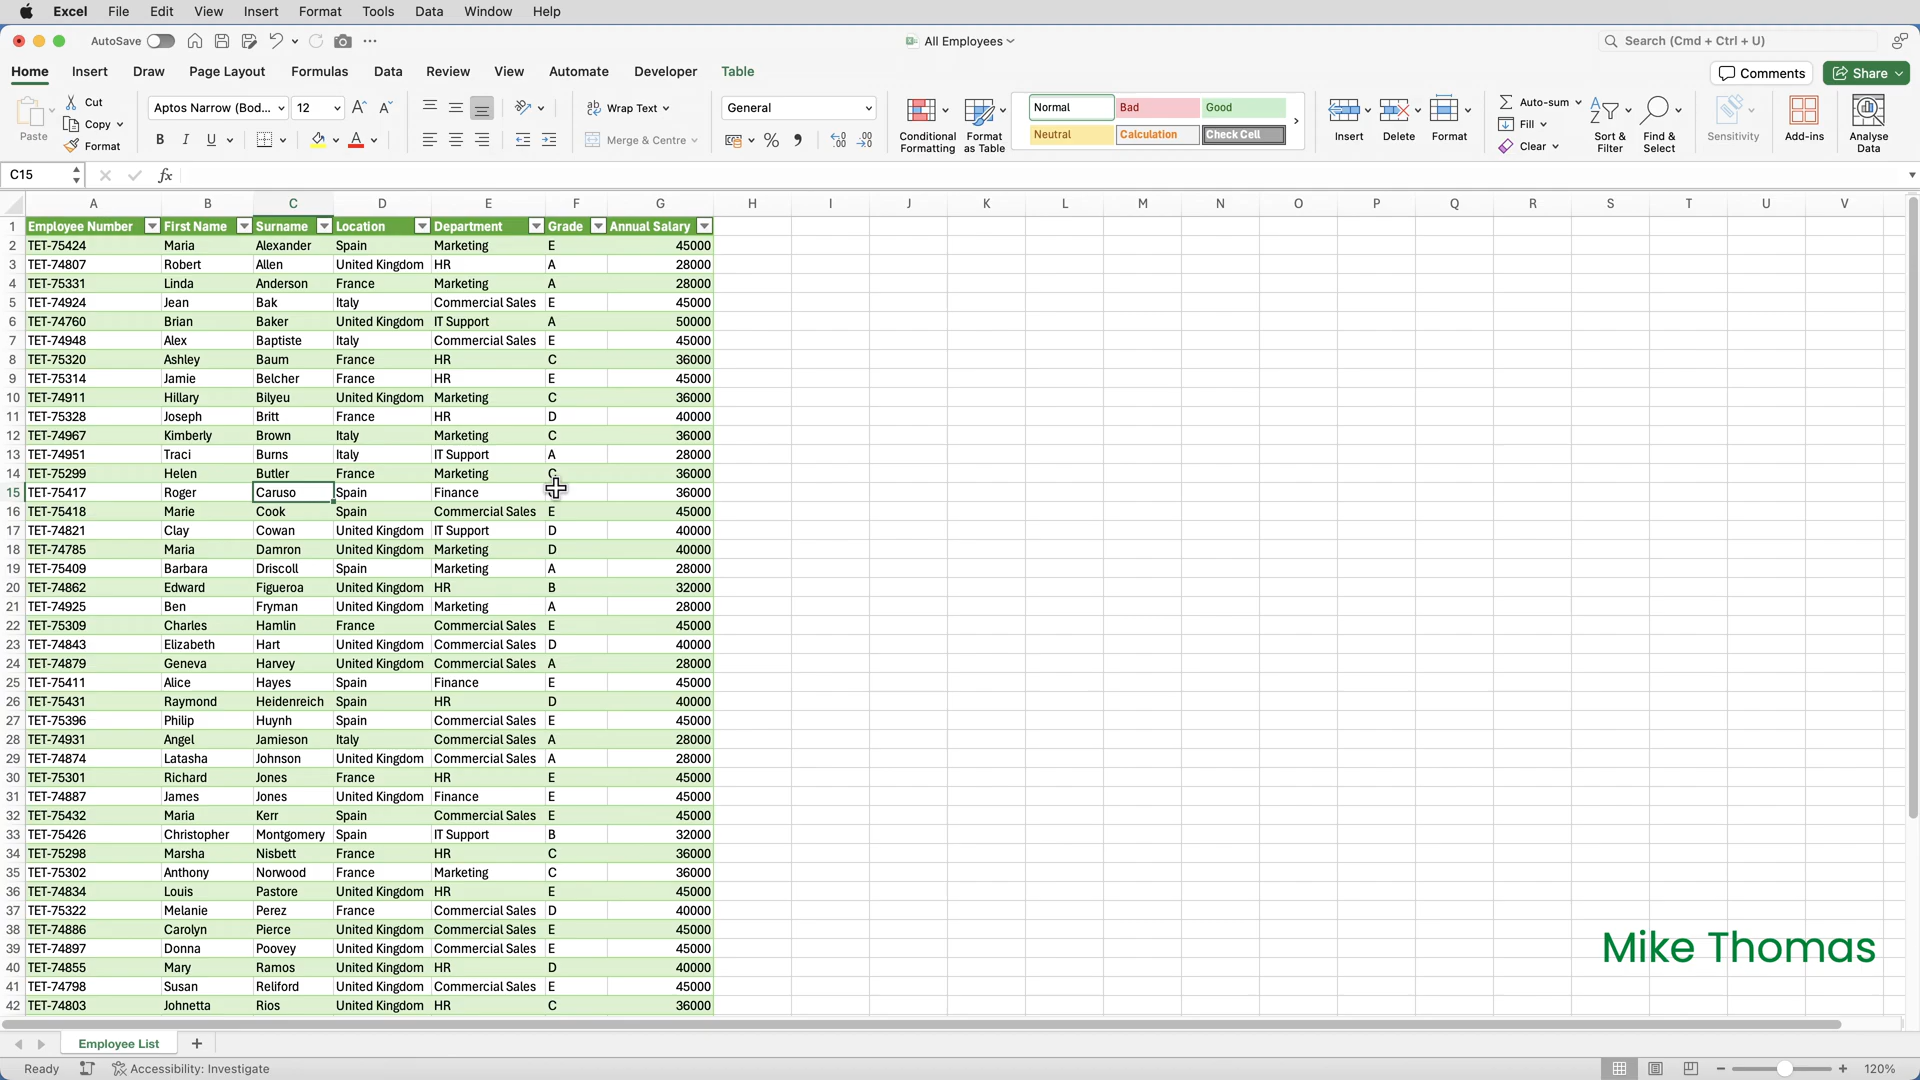 Excel File Edit View Insert Format Tools Data Window Help
AutoSave All Employees Search (Cmd + Ctrl + U)
Home Insert Draw Page Layout Formulas Data Review View Automate Developer Table Comments Share
Paste Cut Copy Format
Aptos Narrow (Bod... 12 A A
B I U A
Wrap Text Merge & Centre
General
%
Conditional Formatting Format as Table
Normal Bad Good
Neutral Calculation Check Cell
Insert Delete Format
Auto-sum Fill Clear
Sort & Filter Find & Select Sensitivity Add-ins Analyse Data
C15 fx
A B C D E F G H I J K L M N O P Q R S T U V
1 Employee Number First Name Surname Location Department Grade Annual Salary
2 TET-75424 Maria Alexander Spain Marketing E 45000
3 TET-74807 Robert Allen United Kingdom HR A 28000
4 TET-75331 Linda Anderson France Marketing A 28000
5 TET-74924 Jean Bak Italy Commercial Sales E 45000
6 TET-74760 Brian Baker United Kingdom IT Support A 50000
7 TET-74948 Alex Baptiste Italy Commercial Sales E 45000
8 TET-75320 Ashley Baum France HR C 36000
9 TET-75314 Jamie Belcher France HR E 45000
10 TET-74911 Hillary Bilyeu United Kingdom Marketing C 36000
11 TET-75328 Joseph Britt France HR D 40000
12 TET-74967 Kimberly Brown Italy Marketing C 36000
13 TET-74951 Traci Burns Italy IT Support A 28000
14 TET-75299 Helen Butler France Marketing C 36000
15 TET-75417 Roger Caruso Spain Finance 36000
16 TET-75418 Marie Cook Spain Commercial Sales E 45000
17 TET-74821 Clay Cowan United Kingdom IT Support D 40000
18 TET-74785 Maria Damron United Kingdom Marketing D 40000
19 TET-75409 Barbara Driscoll Spain Marketing A 28000
20 TET-74862 Edward Figueroa United Kingdom HR B 32000
21 TET-74925 Ben Fryman United Kingdom Marketing A 28000
22 TET-75309 Charles Hamlin France Commercial Sales E 45000
23 TET-74843 Elizabeth Hart United Kingdom Commercial Sales D 40000
24 TET-74879 Geneva Harvey United Kingdom Commercial Sales A 28000
25 TET-75411 Alice Hayes Spain Finance E 45000
26 TET-75431 Raymond Heidenreich Spain HR D 40000
27 TET-75396 Philip Huynh Spain Commercial Sales E 45000
28 TET-74931 Angel Jamieson Italy Commercial Sales A 28000
29 TET-74874 Latasha Johnson United Kingdom Commercial Sales A 28000
30 TET-75301 Richard Jones France HR E 45000
31 TET-74887 James Jones United Kingdom Finance E 45000
32 TET-75432 Maria Kerr Spain Commercial Sales E 45000
33 TET-75426 Christopher Montgomery Spain IT Support B 32000
34 TET-75298 Marsha Nisbett France HR C 36000
35 TET-75302 Anthony Norwood France Marketing C 36000
36 TET-74834 Louis Pastore United Kingdom HR E 45000
37 TET-75322 Melanie Perez France Commercial Sales D 40000
38 TET-74886 Carolyn Pierce United Kingdom Commercial Sales E 45000
39 TET-74897 Donna Poovey United Kingdom Commercial Sales E 45000
40 TET-74855 Mary Ramos United Kingdom HR D 40000
41 TET-74798 Susan Reliford United Kingdom Commercial Sales E 45000
42 TET-74803 Johnetta Rios United Kingdom HR C 36000
Mike Thomas
Employee List
Ready Accessibility: Investigate 120%